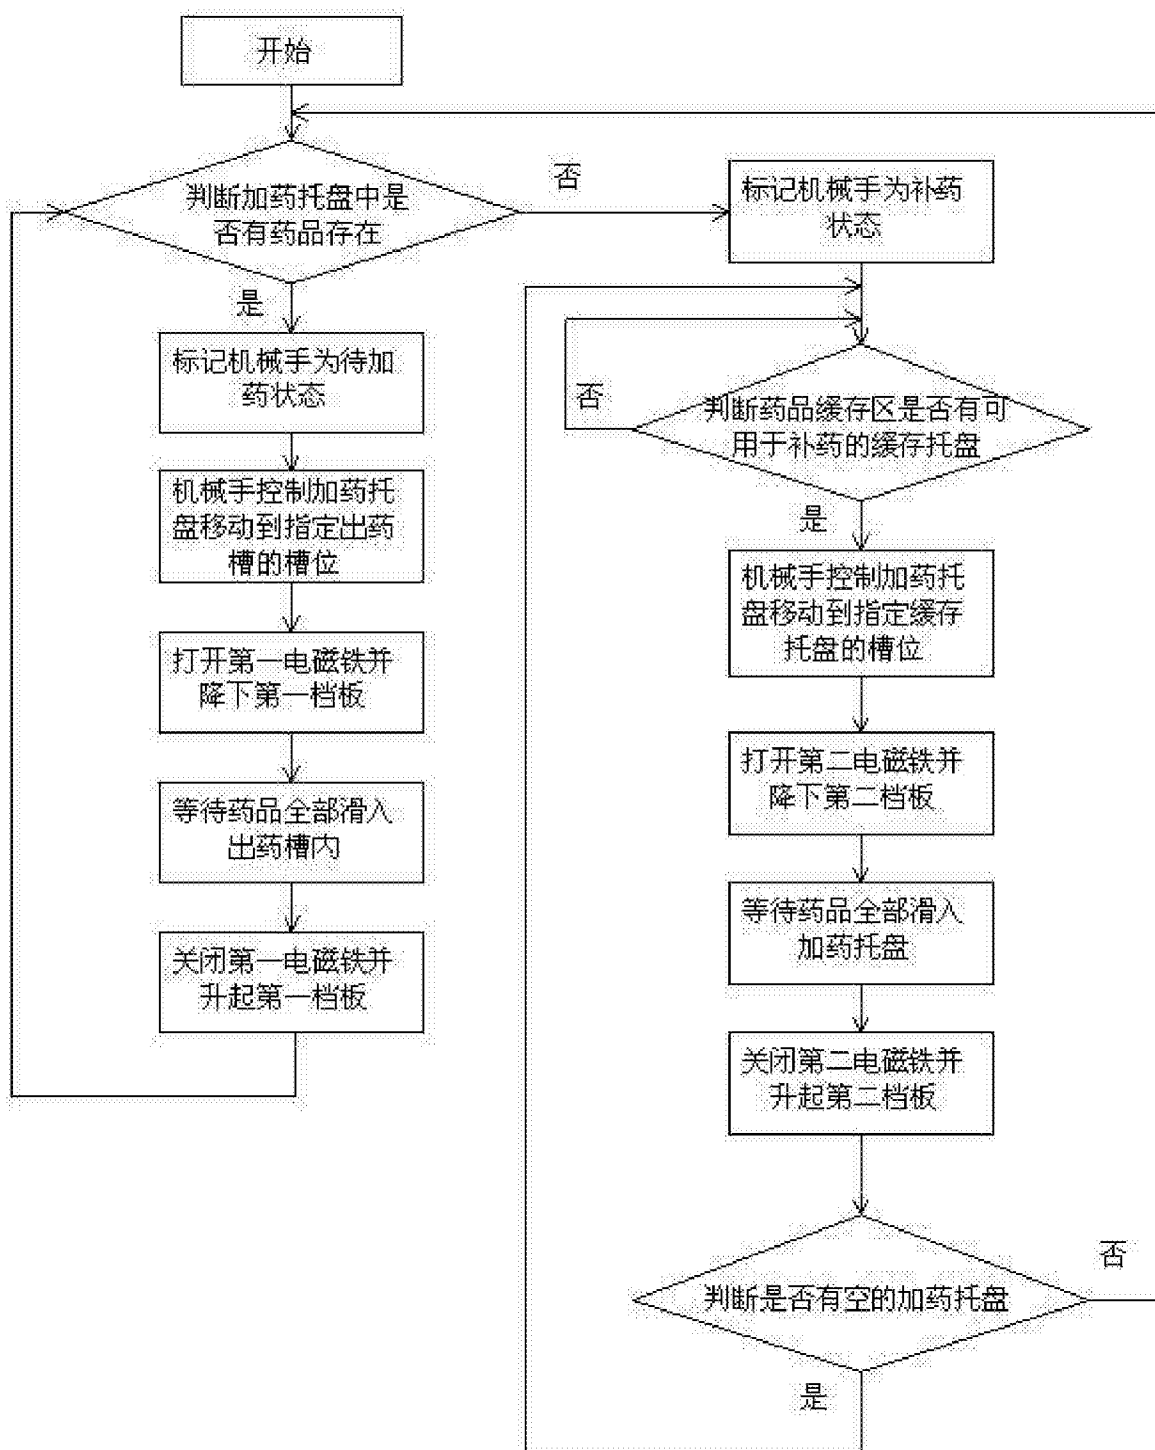 开始
判断加药托盘中是
否有药品存在
是
标记机械手为待加
药状态
机械手控制加药托
盘移动到指定出药
槽的槽位
打开第一电磁铁并
降下第一档板
等待药品全部滑入
出药槽内
关闭第一电磁铁并
升起第一档板
否
标记机械手为补药
状态
否
判断药品缓存区是否有可
用于补药的缓存托盘
是
机械手控制加药托
盘移动到指定缓存
托盘的槽位
打开第二电磁铁并
降下第二档板
等待药品全部滑入
加药托盘
关闭第二电磁铁并
升起第二档板
判断是否有空的加药托盘
否
是